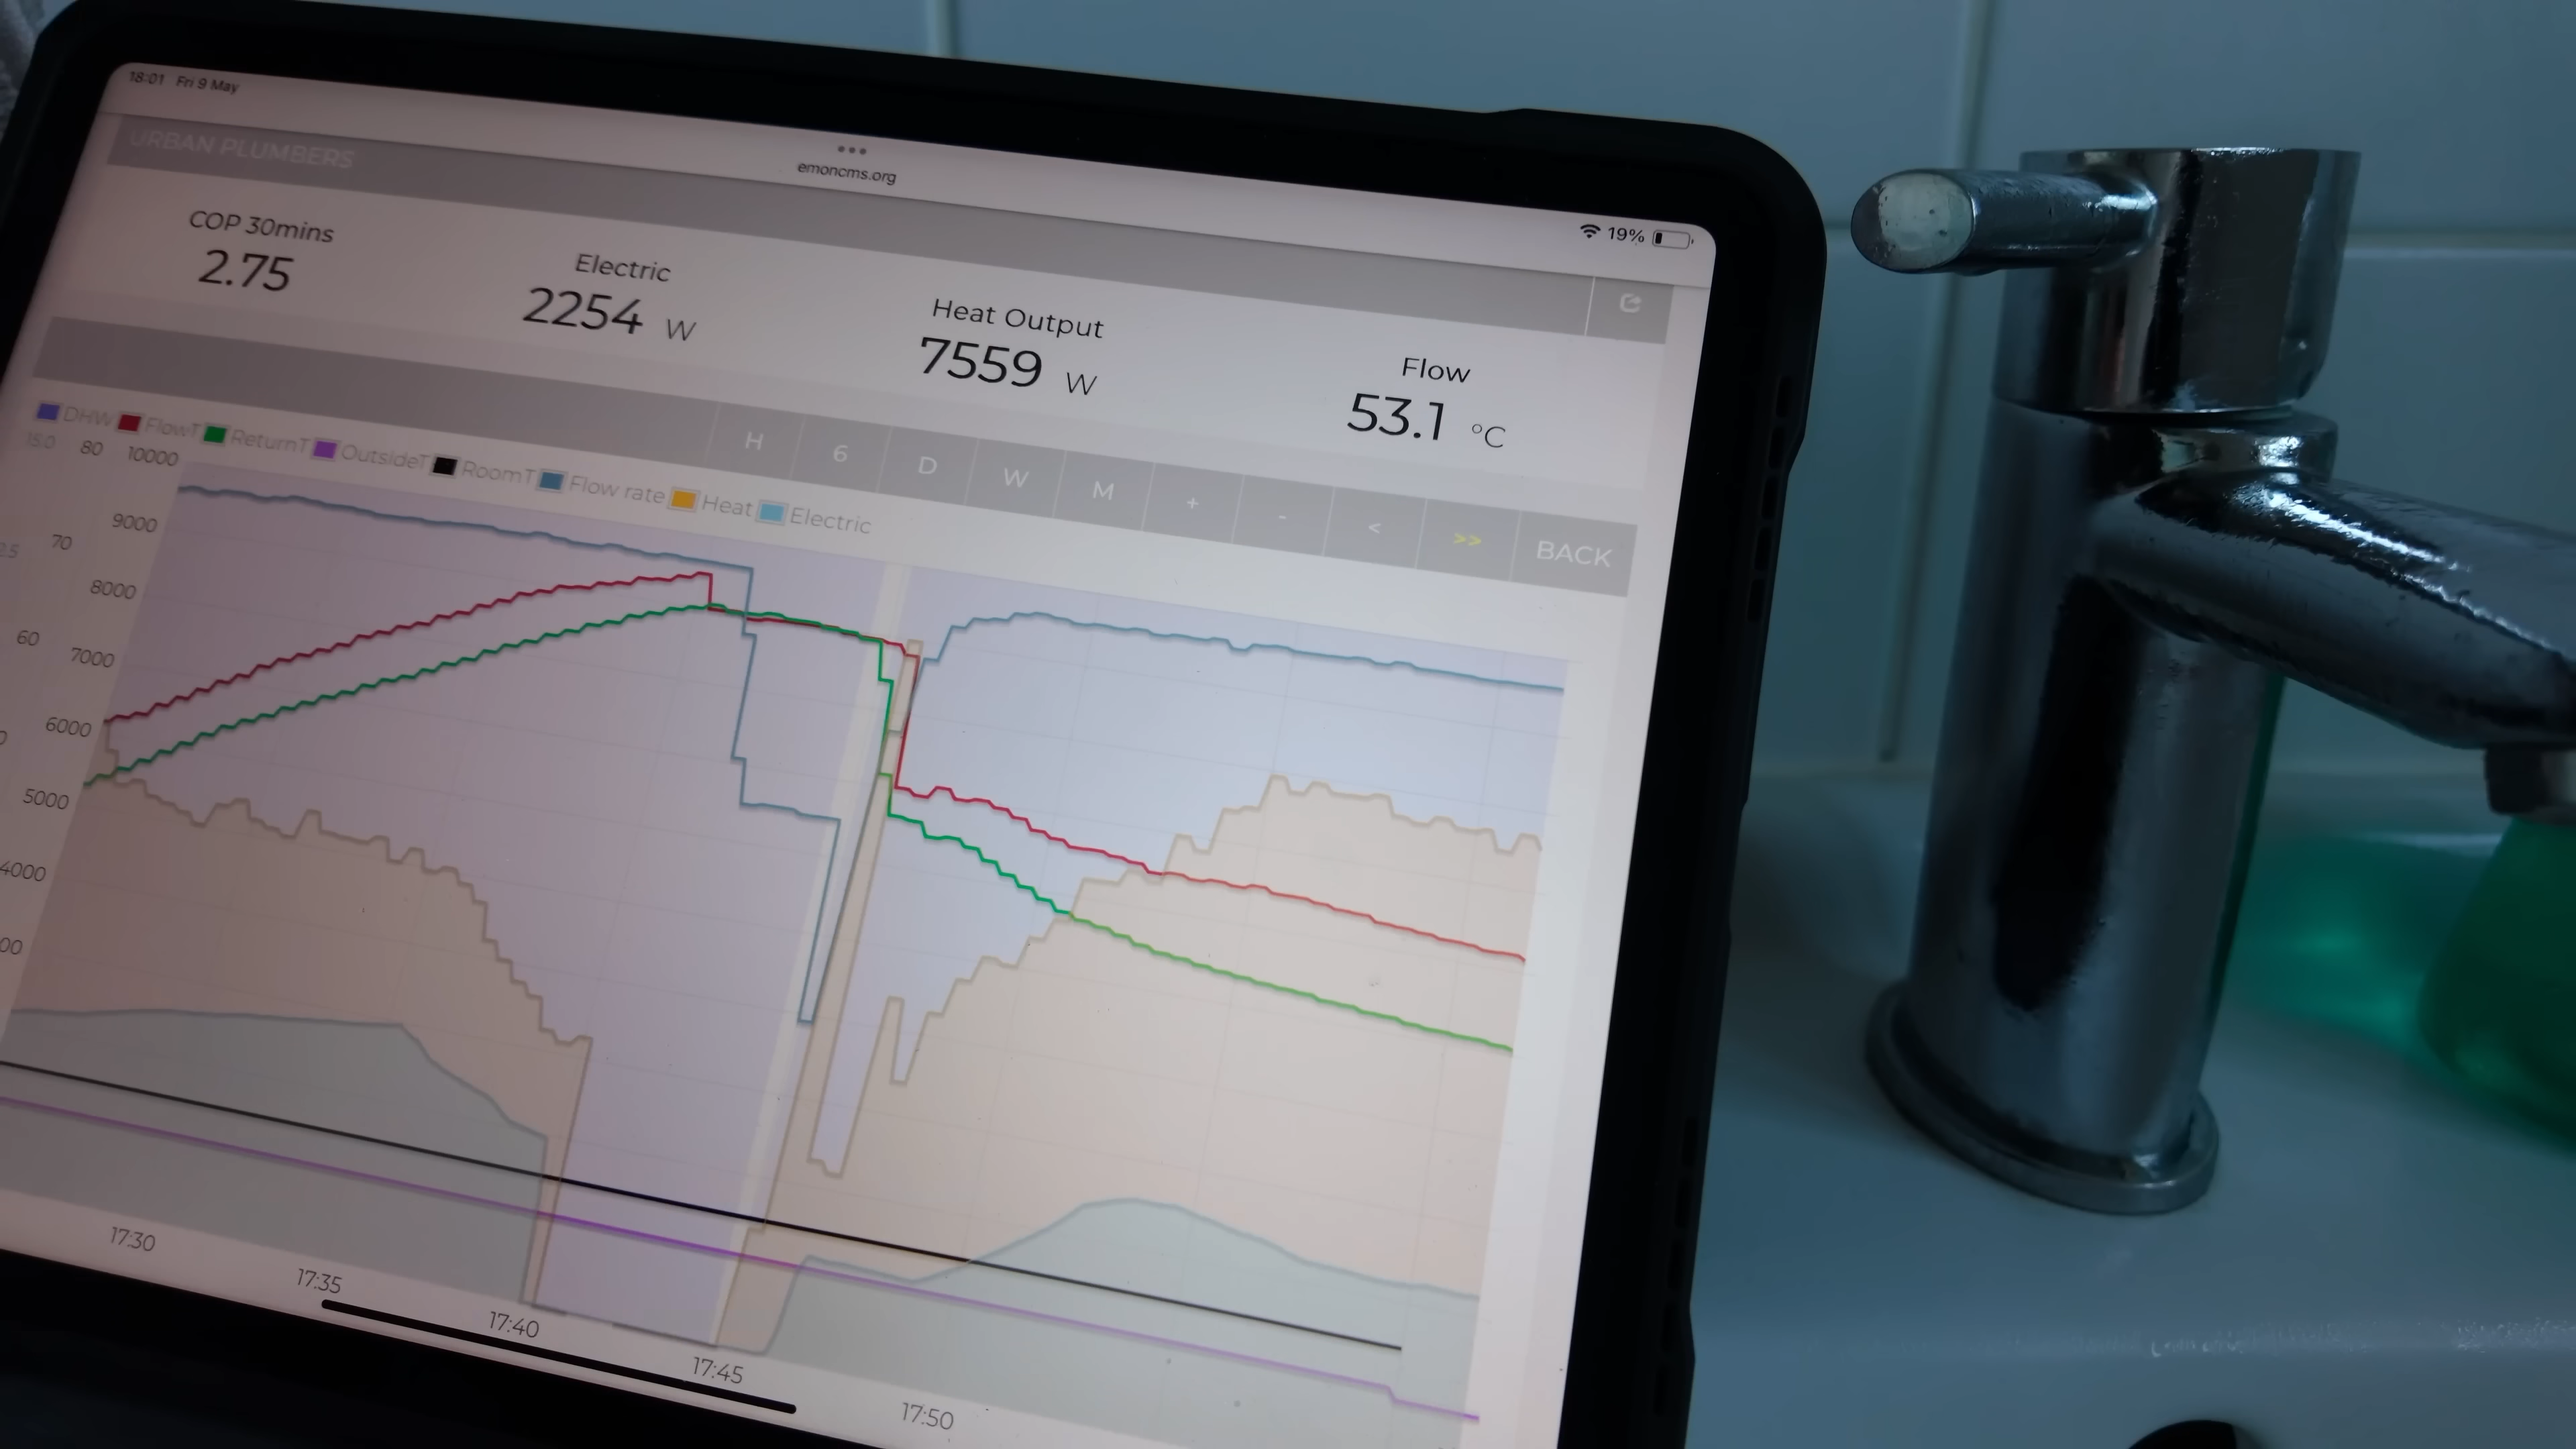 18:01 Fri 9 May
emoncms.org
19%
URBAN PLUMBERS
COP 30mins
2.75
Electric
2254 W
Heat Output
7559 W
Flow
53.1 °C
H 6 D W M + - < >> BACK
DHW FlowT ReturnT OutsideT RoomT Flow rate Heat Electric
15.0 80 10000
9000
70
8000
60
7000
6000
5000
4000
17:30
17:35
17:40
17:45
17:50